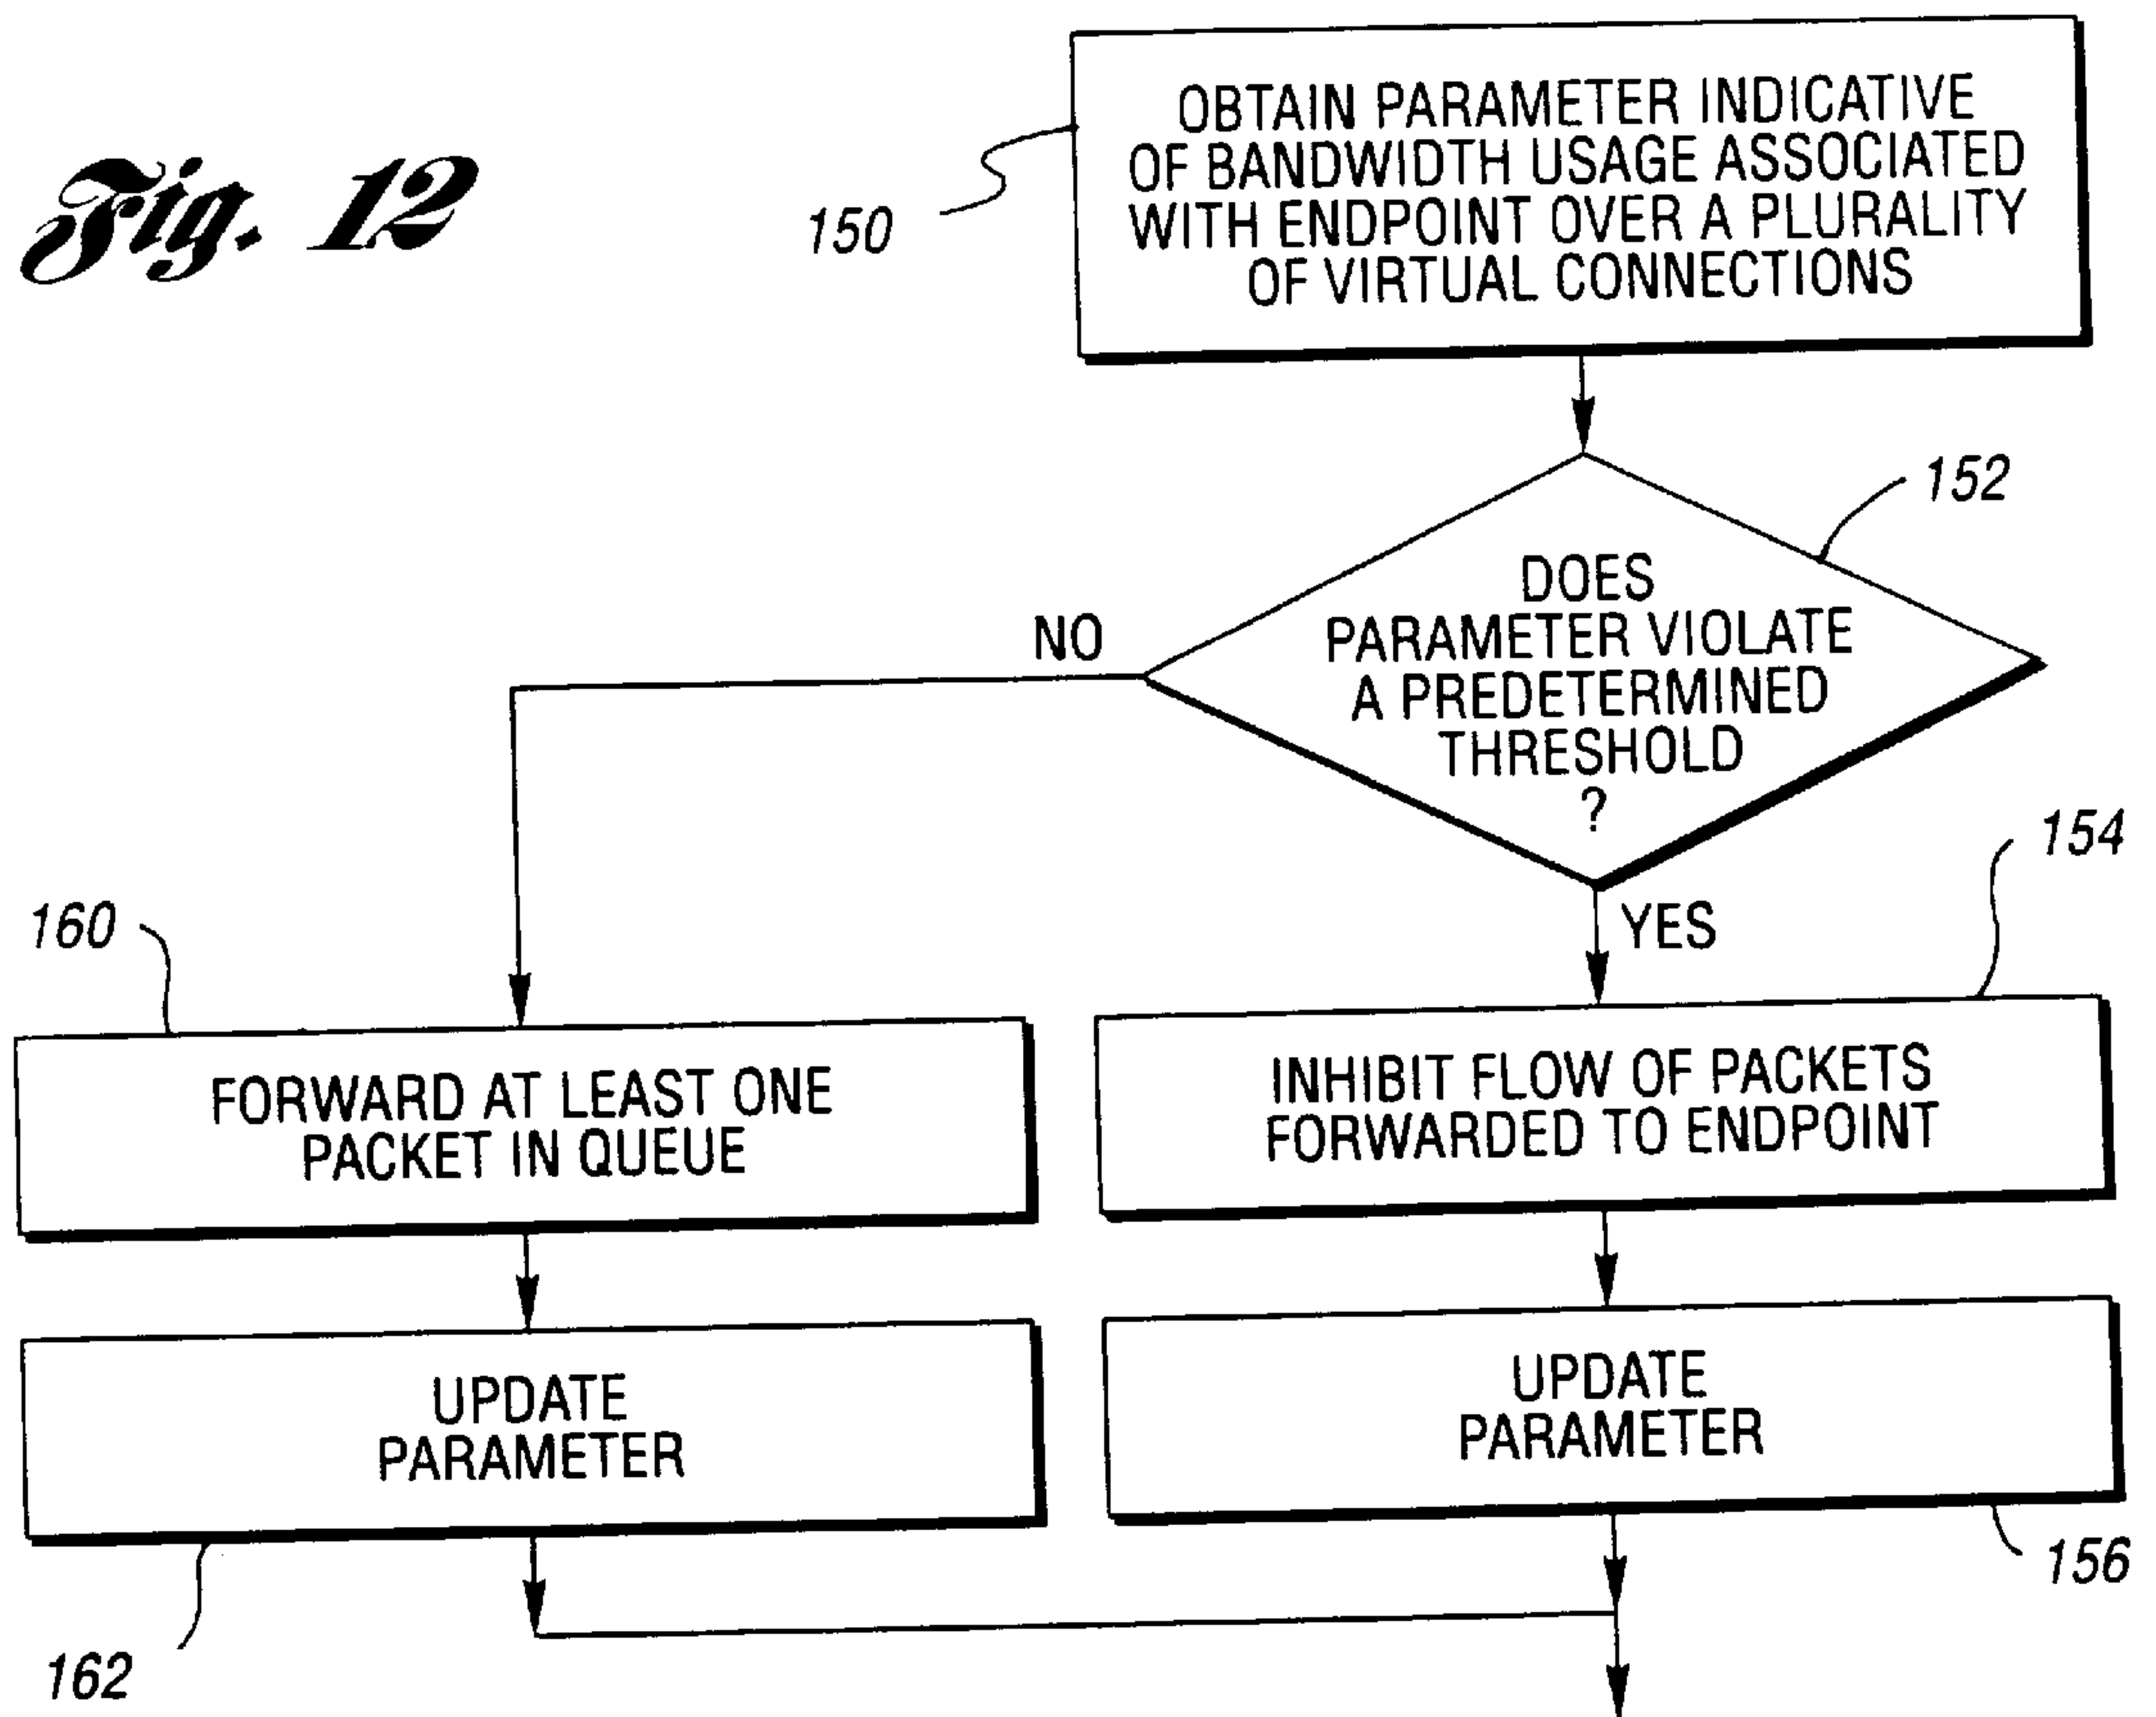 Fig. 12
150
OBTAIN PARAMETER INDICATIVE
OF BANDWIDTH USAGE ASSOCIATED
WITH ENDPOINT OVER A PLURALITY
OF VIRTUAL CONNECTIONS
152
DOES
PARAMETER VIOLATE
A PREDETERMINED
THRESHOLD
?
NO
YES
154
160
FORWARD AT LEAST ONE
PACKET IN QUEUE
INHIBIT FLOW OF PACKETS
FORWARDED TO ENDPOINT
UPDATE
PARAMETER
UPDATE
PARAMETER
156
162